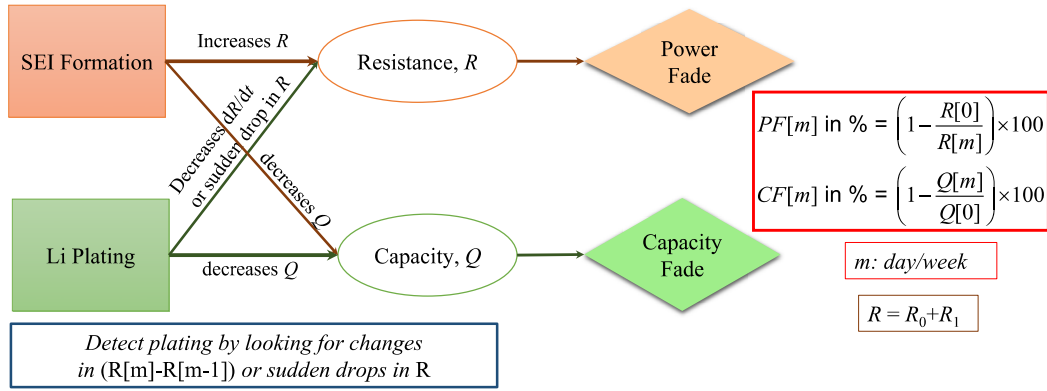 SEI Formation
Increases R
Resistance, R
Power
Fade
Decreases dR/dt
or sudden drop in R
decreases Q
Li Plating
decreases Q
Capacity, Q
Capacity
Fade
PF[m] in % = (1 - R[0]/R[m]) ×100
CF[m] in % = (1 - Q[m]/Q[0]) ×100
m: day/week
R = R₀+R₁
Detect plating by looking for changes
in (R[m]-R[m-1]) or sudden drops in R